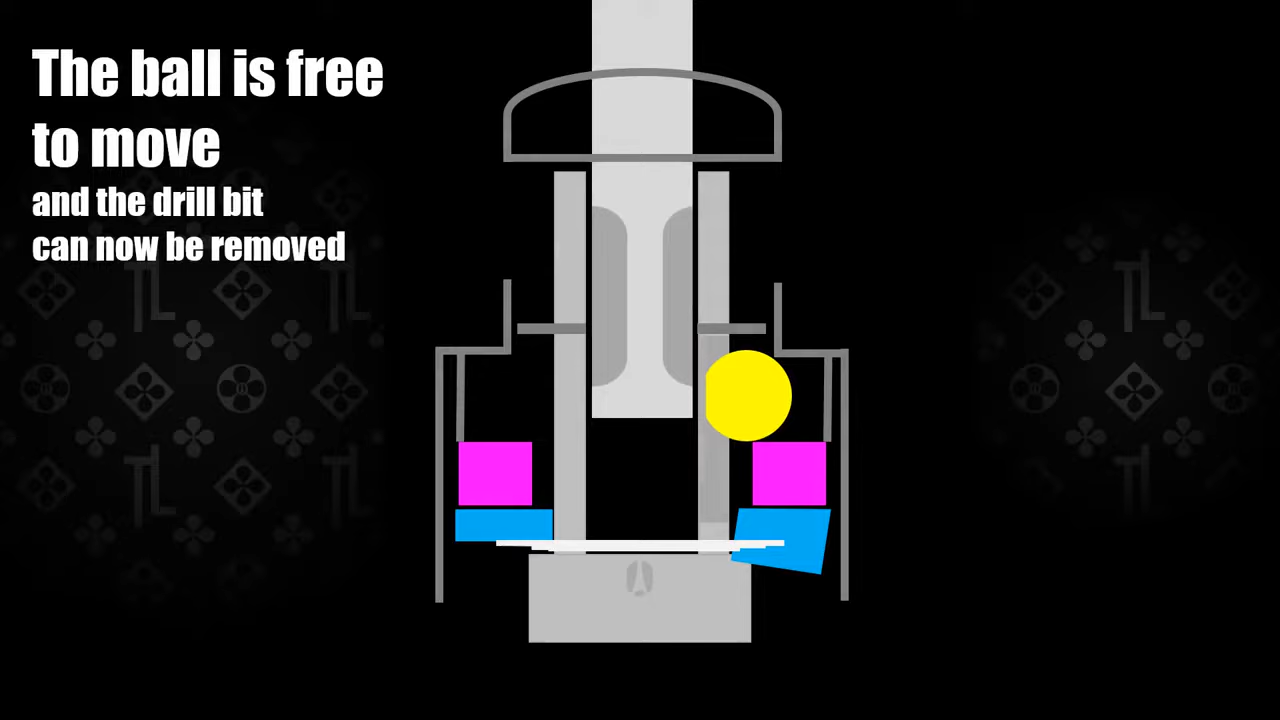 The ball is free
to move
and the drill bit
can now be removed